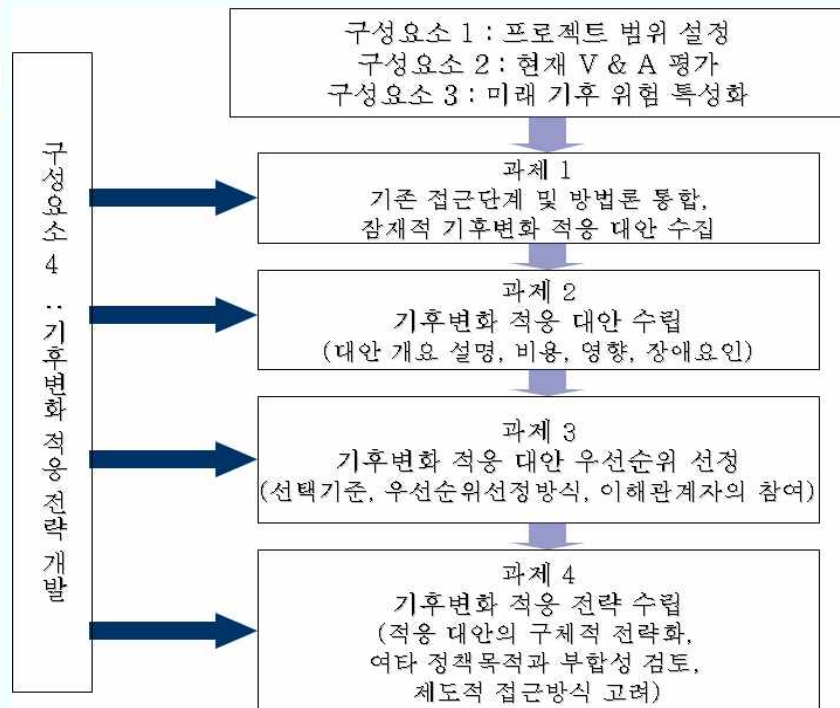 구성요소 1 : 프로젝트 범위 설정
구성요소 2 : 현재 V & A 평가
구성요소 3 : 미래 기후 위험 특성화
구성요소 4 : 기후변화 적응 전략 개발
과제 1
기존 접근단계 및 방법론 통합,
잠재적 기후변화 적응 대안 수집
과제 2
기후변화 적응 대안 수립
(대안 개요 설명, 비용, 영향, 장애요인)
과제 3
기후변화 적응 대안 우선순위 선정
(선택기준, 우선순위선정방식, 이해관계자의 참여)
과제 4
기후변화 적응 전략 수립
(적응 대안의 구체적 전략화,
여타 정책목적과 부합성 검토,
제도적 접근방식 고려)